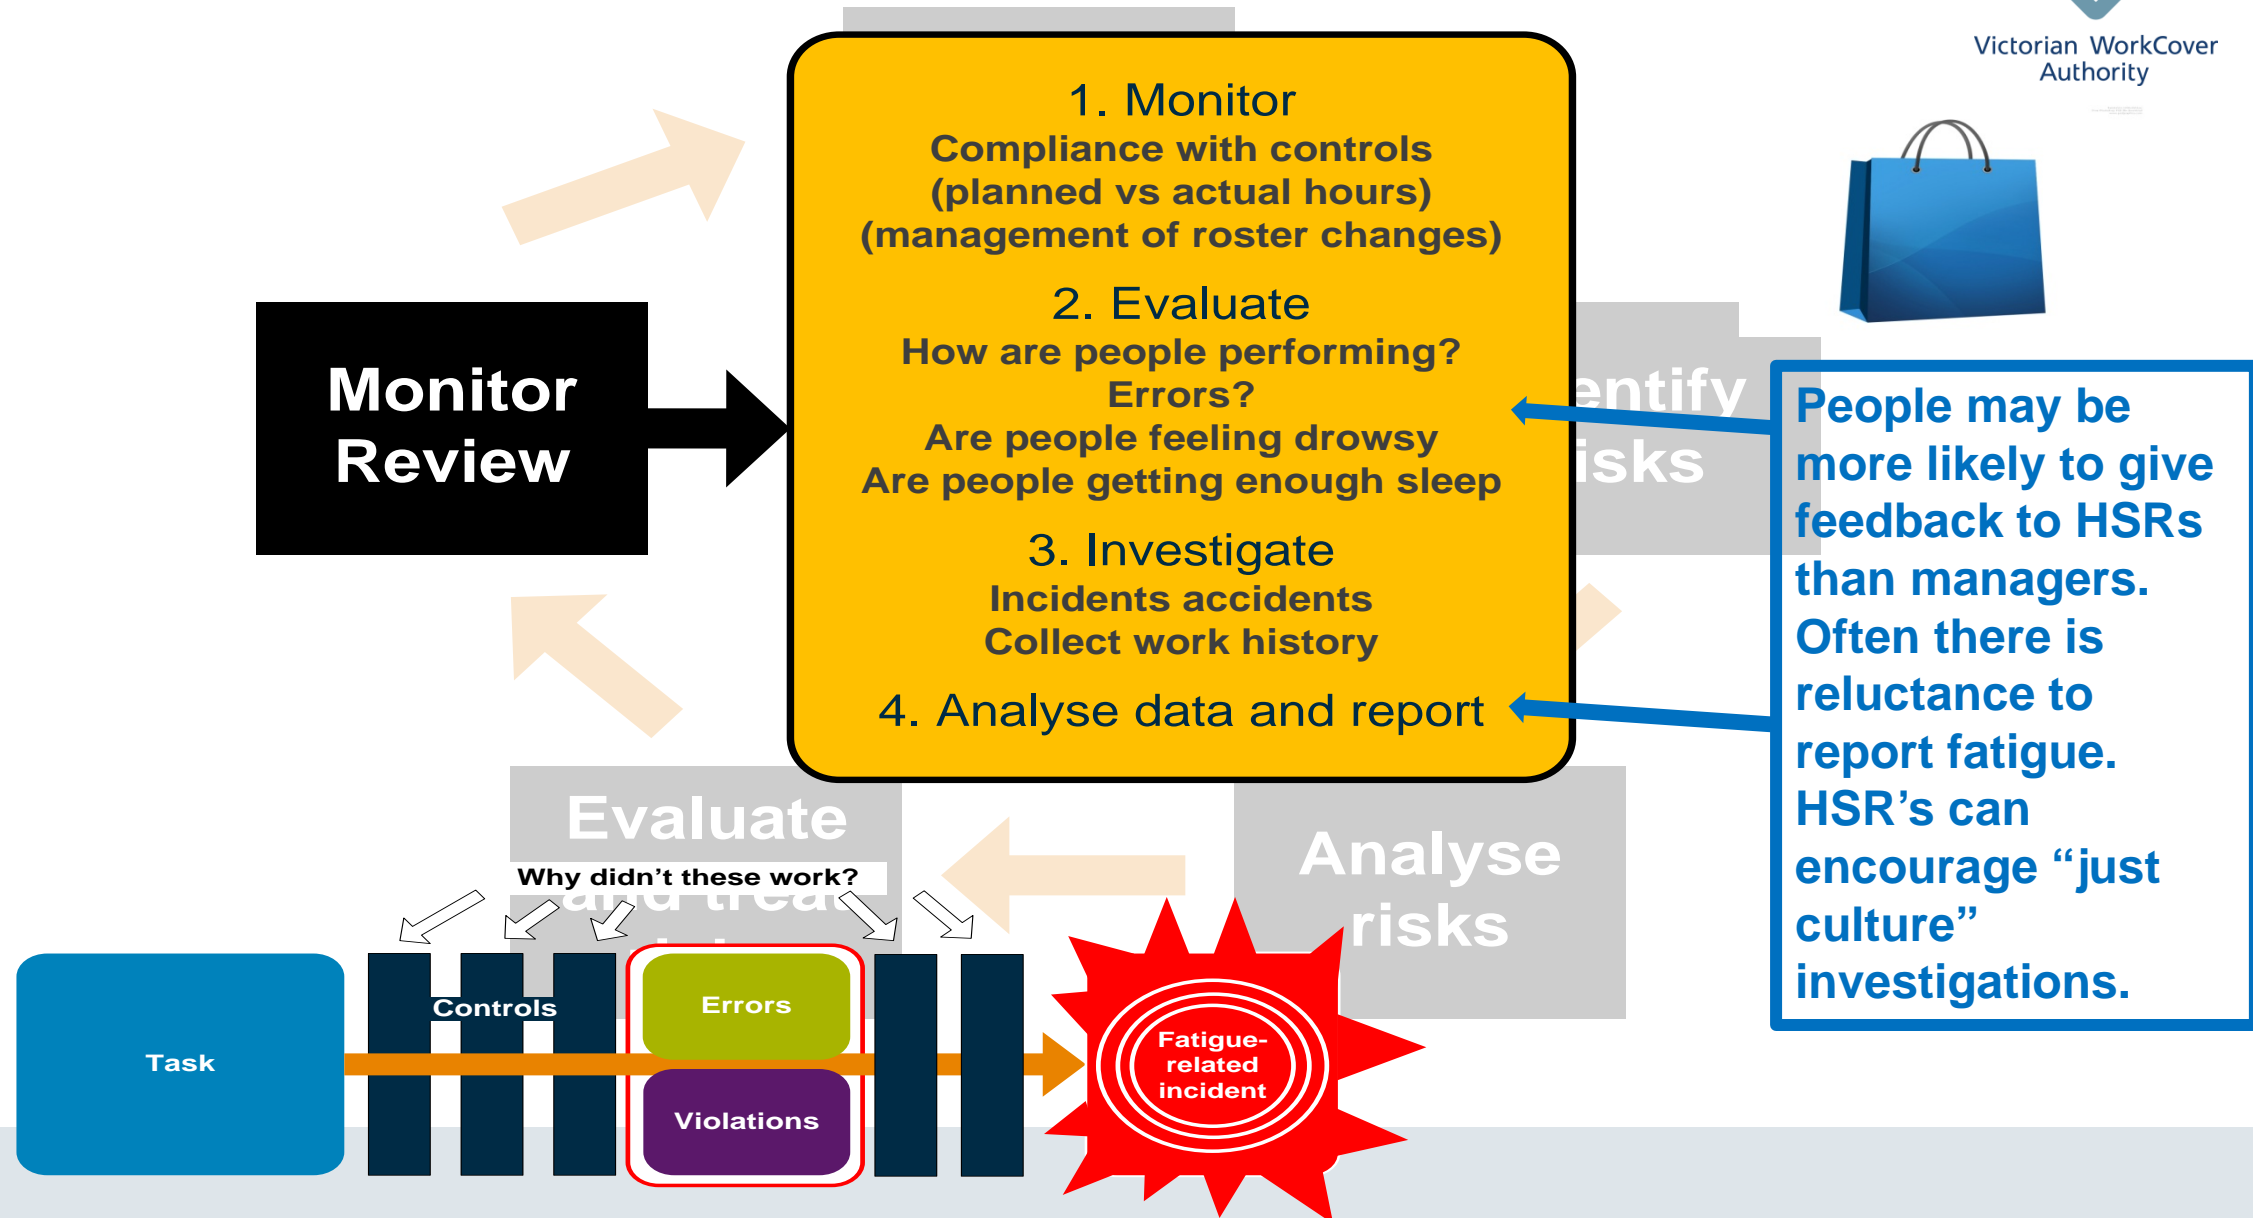 Victorian WorkCover
Authority
1. Monitor
Compliance with controls
(planned vs actual hours)
(management of roster changes)
2. Evaluate
How are people performing?
Errors?
Are people feeling drowsy
Are people getting enough sleep
3. Investigate
Incidents accidents
Collect work history
4. Analyse data and report
Monitor
Review
People may be
more likely to give
feedback to HSRs
than managers.
Often there is
reluctance to
report fatigue.
HSR’s can
encourage “just
culture”
investigations.
Evaluate
and treat
Analyse
risks
Why didn’t these work?
Task
Controls
Errors
Violations
Fatigue-
related
incident